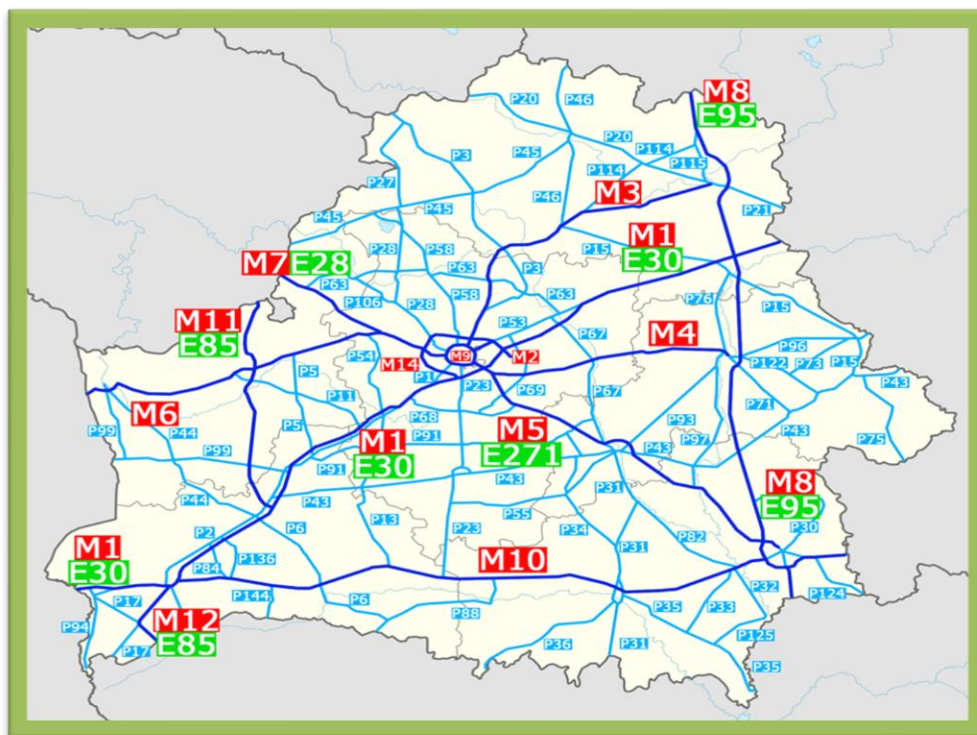 M8
E95
P20
P46
P20
P114
P45
P3
P114
P115
P27
M3
P46
P21
P45
P45
M1
E30
P28
P58
P15
M7 E28
P63
P3
P63
P106
P28
P58
P63
P76
P15
M11
E85
P53
P67
M4
P54
M14
M9
M2
P96
P5
P1
P23
P69
P67
P122
P73
P15
P43
P11
M6
P99
P44
P5
P68
P91
M1
E30
M5
E271
P93
P71
P43
P97
P43
P75
P99
P91
P44
P43
P43
P31
M8
E95
P2
P6
P13
P23
P55
P34
P30
P82
M1
E30
P84
P136
M10
P31
P17
P144
P6
P88
P35
P33
P32
P124
M12
E85
P94
P17
P36
P31
P125
P35